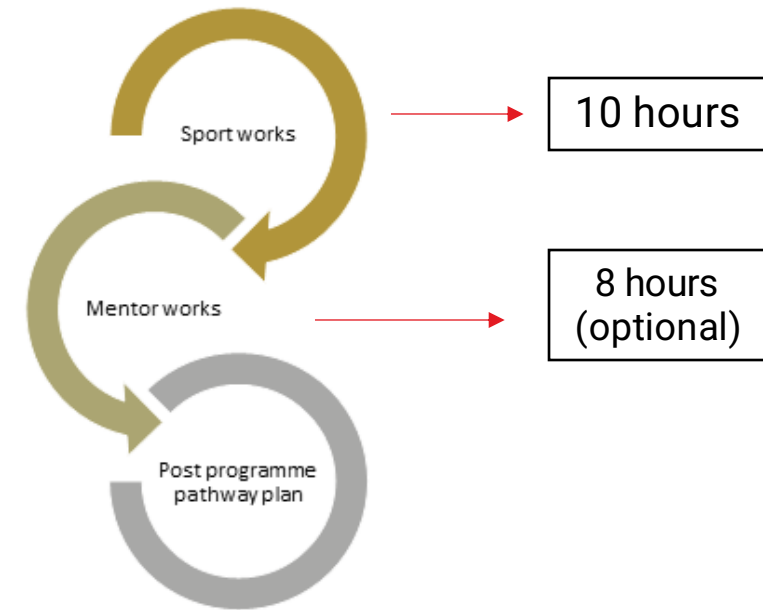 Sport works
10 hours
Mentor works
8 hours
(optional)
Post programme
pathway plan